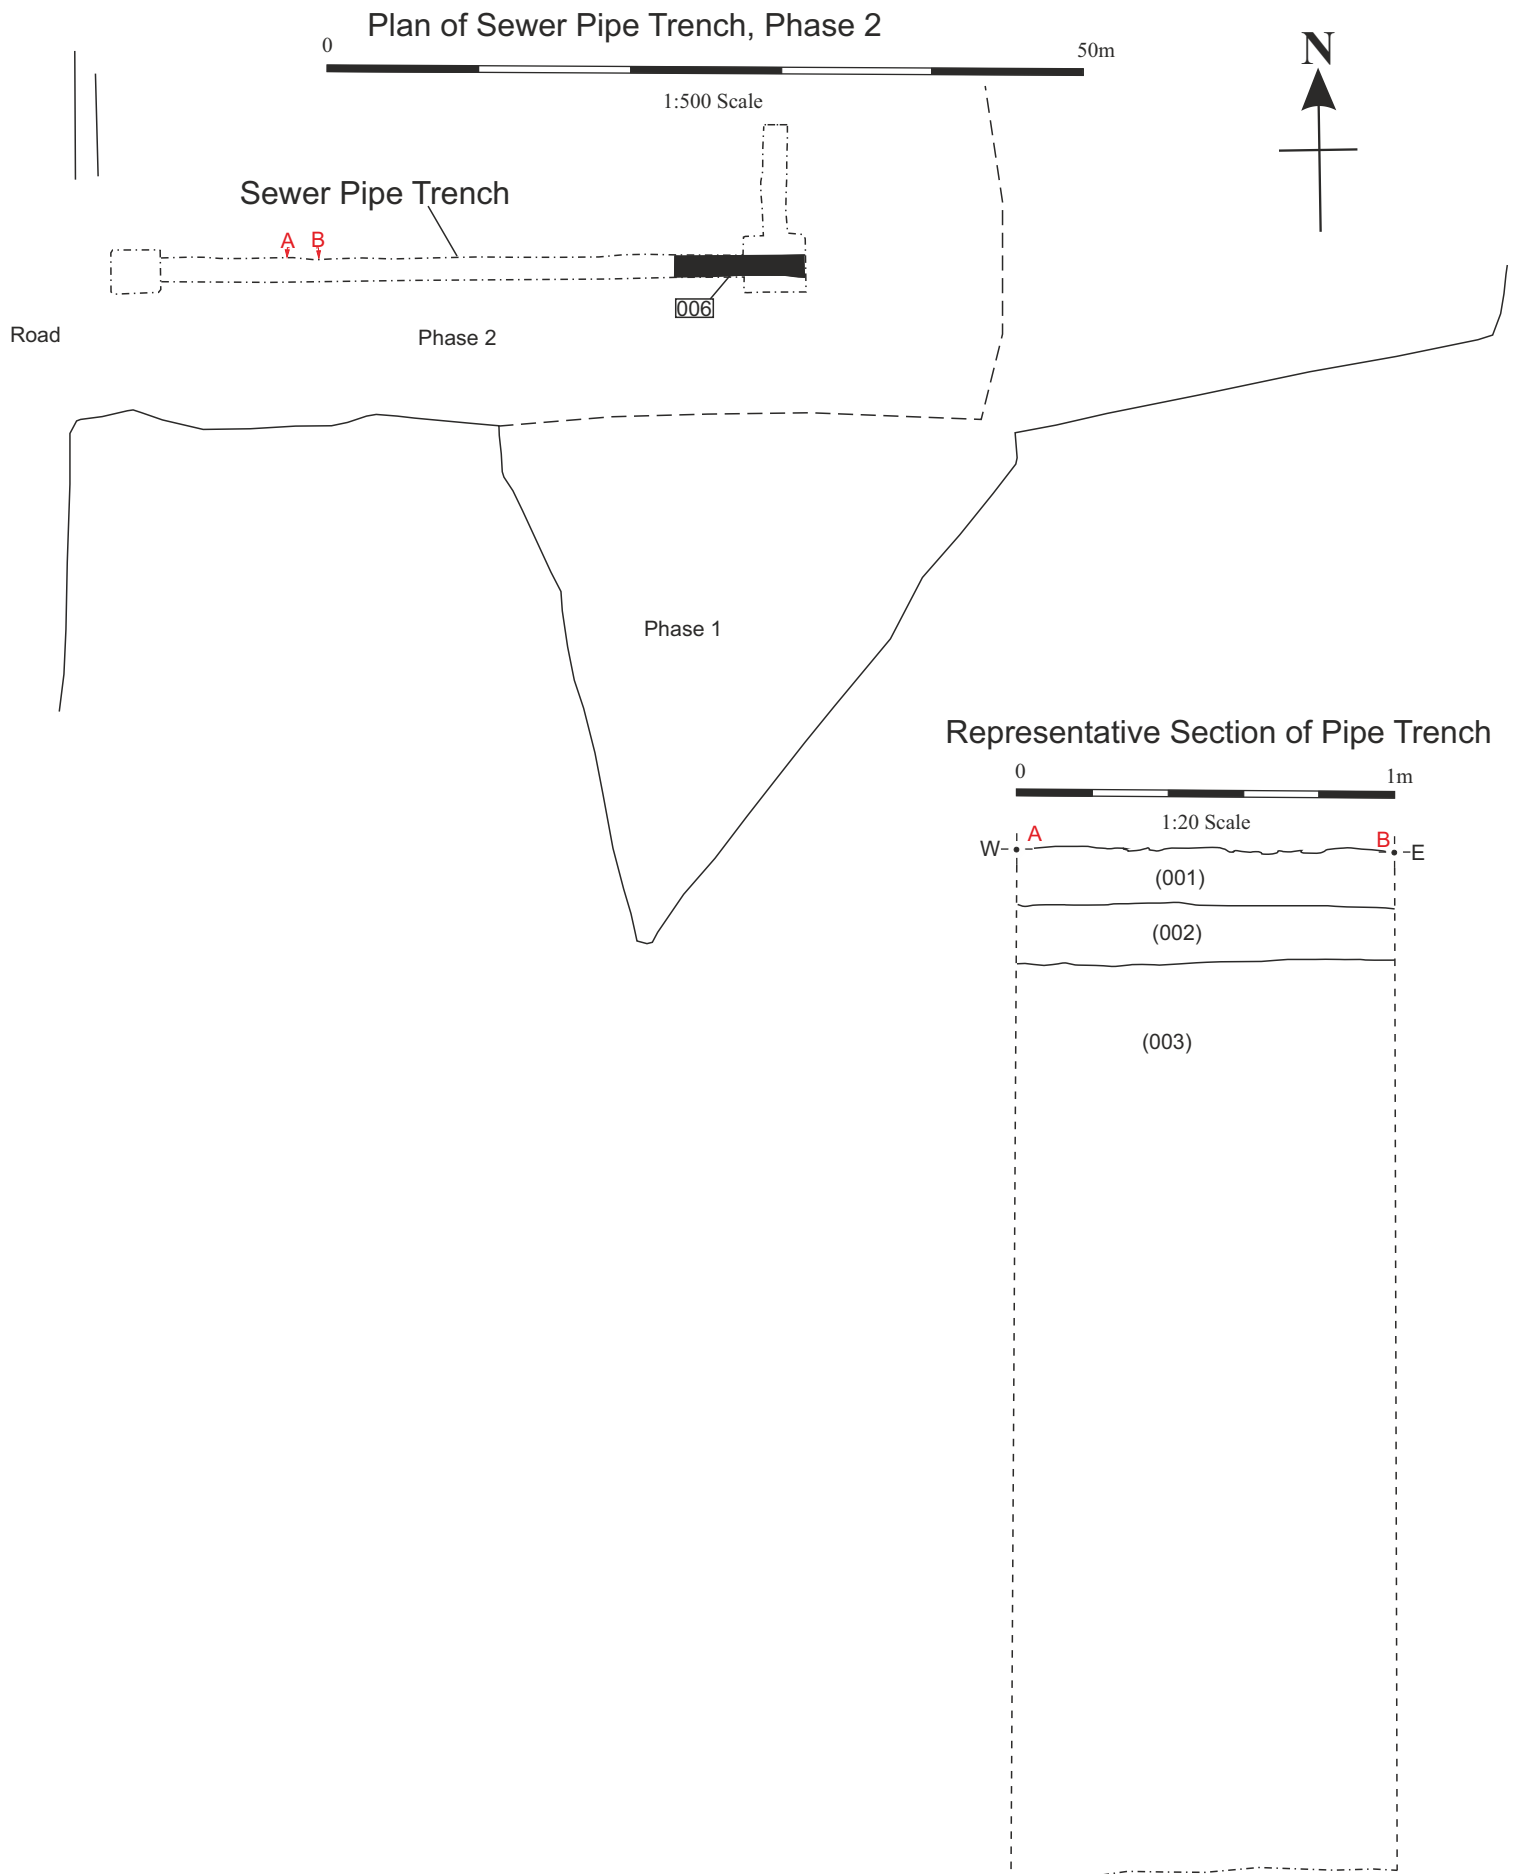 Plan of Sewer Pipe Trench, Phase 2
0 50m
1:500 Scale
N
Sewer Pipe Trench
A B
006
Road
Phase 2
Phase 1
Representative Section of Pipe Trench
0 1m
1:20 Scale
W A B E
(001)
(002)
(003)